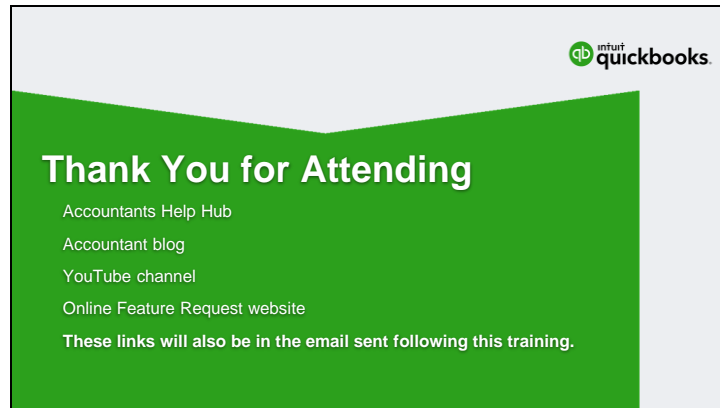 intuit
quickbooks.
Thank You for Attending
Accountants Help Hub
Accountant blog
YouTube channel
Online Feature Request website
These links will also be in the email sent following this training.